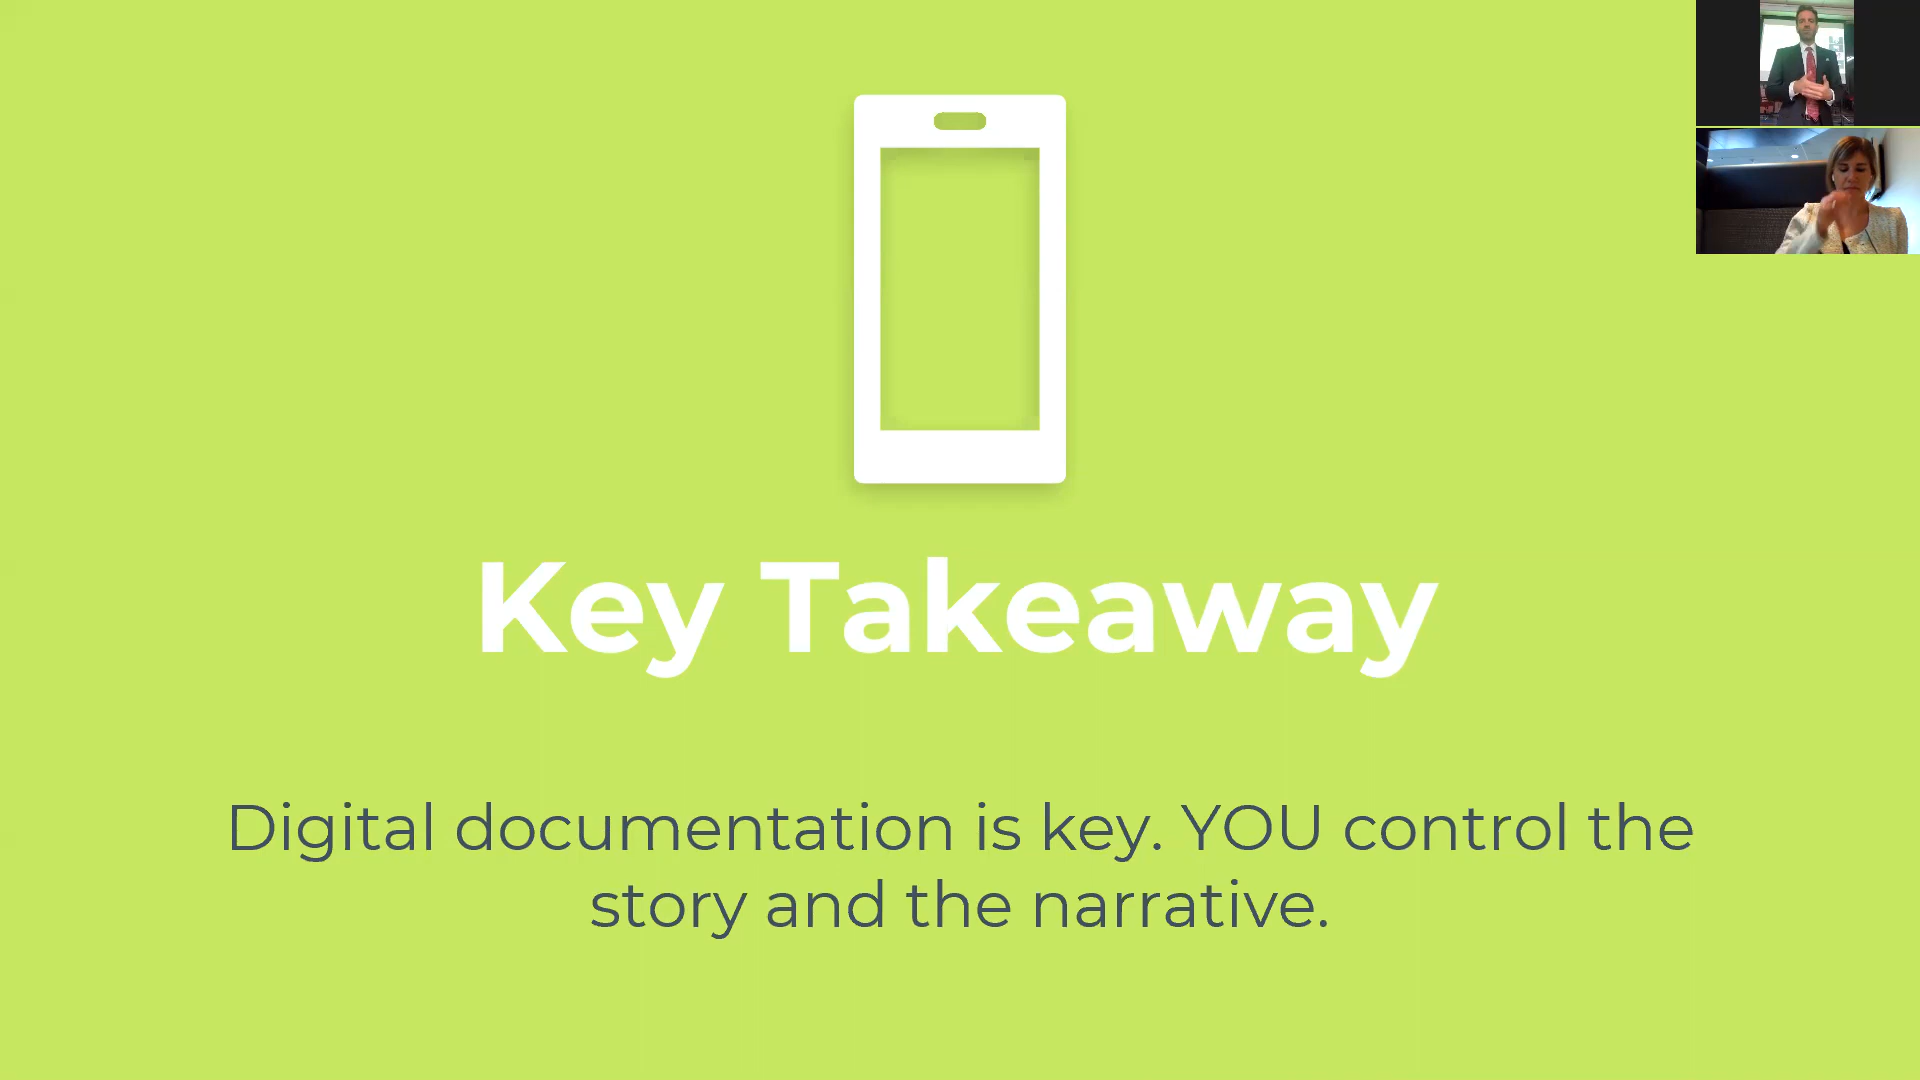 Key Takeaway
Digital documentation is key. YOU control the
story and the narrative.